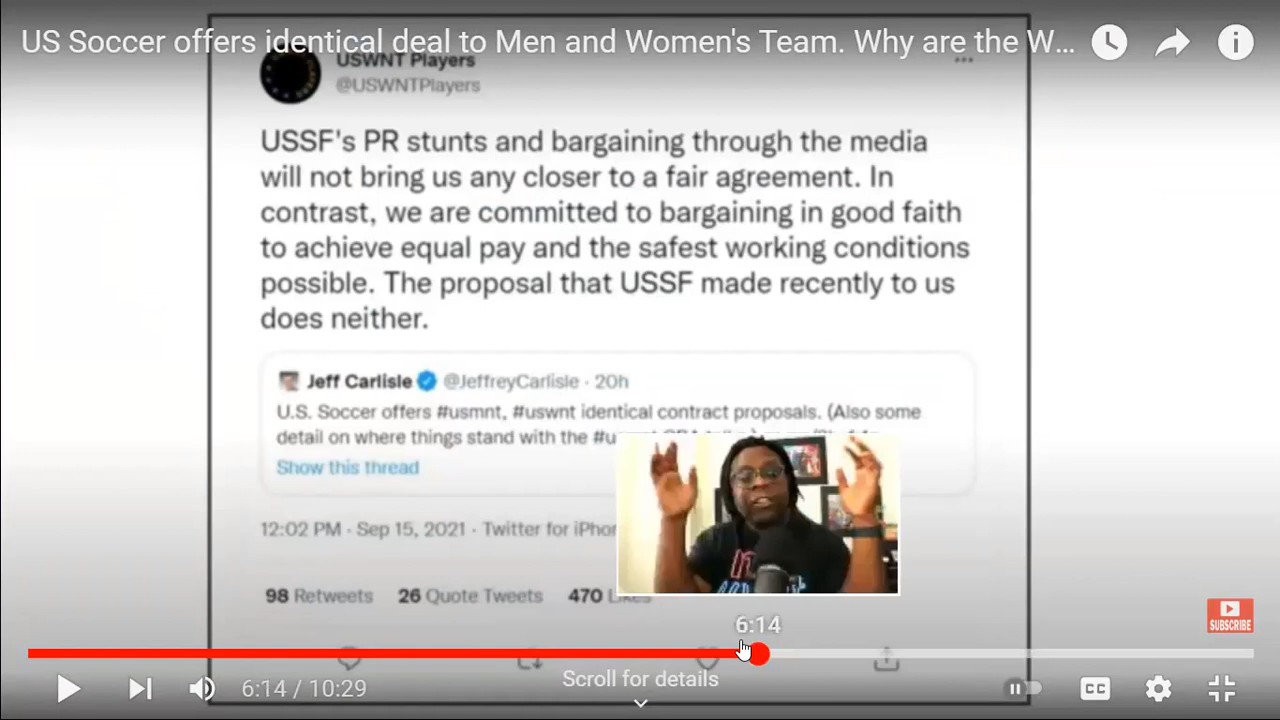 US Soccer offers identical deal to Men and Women's Team. Why are the W...
USWNT Players
@USWNTPlayers
USSF's PR stunts and bargaining through the media
will not bring us any closer to a fair agreement. In
contrast, we are committed to bargaining in good faith
to achieve equal pay and the safest working conditions
possible. The proposal that USSF made recently to us
does neither.
Jeff Carlisle @JeffreyCarlisle · 20h
U.S. Soccer offers #usmnt, #uswnt identical contract proposals. (Also some
detail on where things stand with the
Show this thread
12:02 PM · Sep 15, 2021 · Twitter for
98 Retweets 26 Quote Tweets 470 Likes
6:14
SUBSCRIBE
6:14 / 10:29
Scroll for details
CC